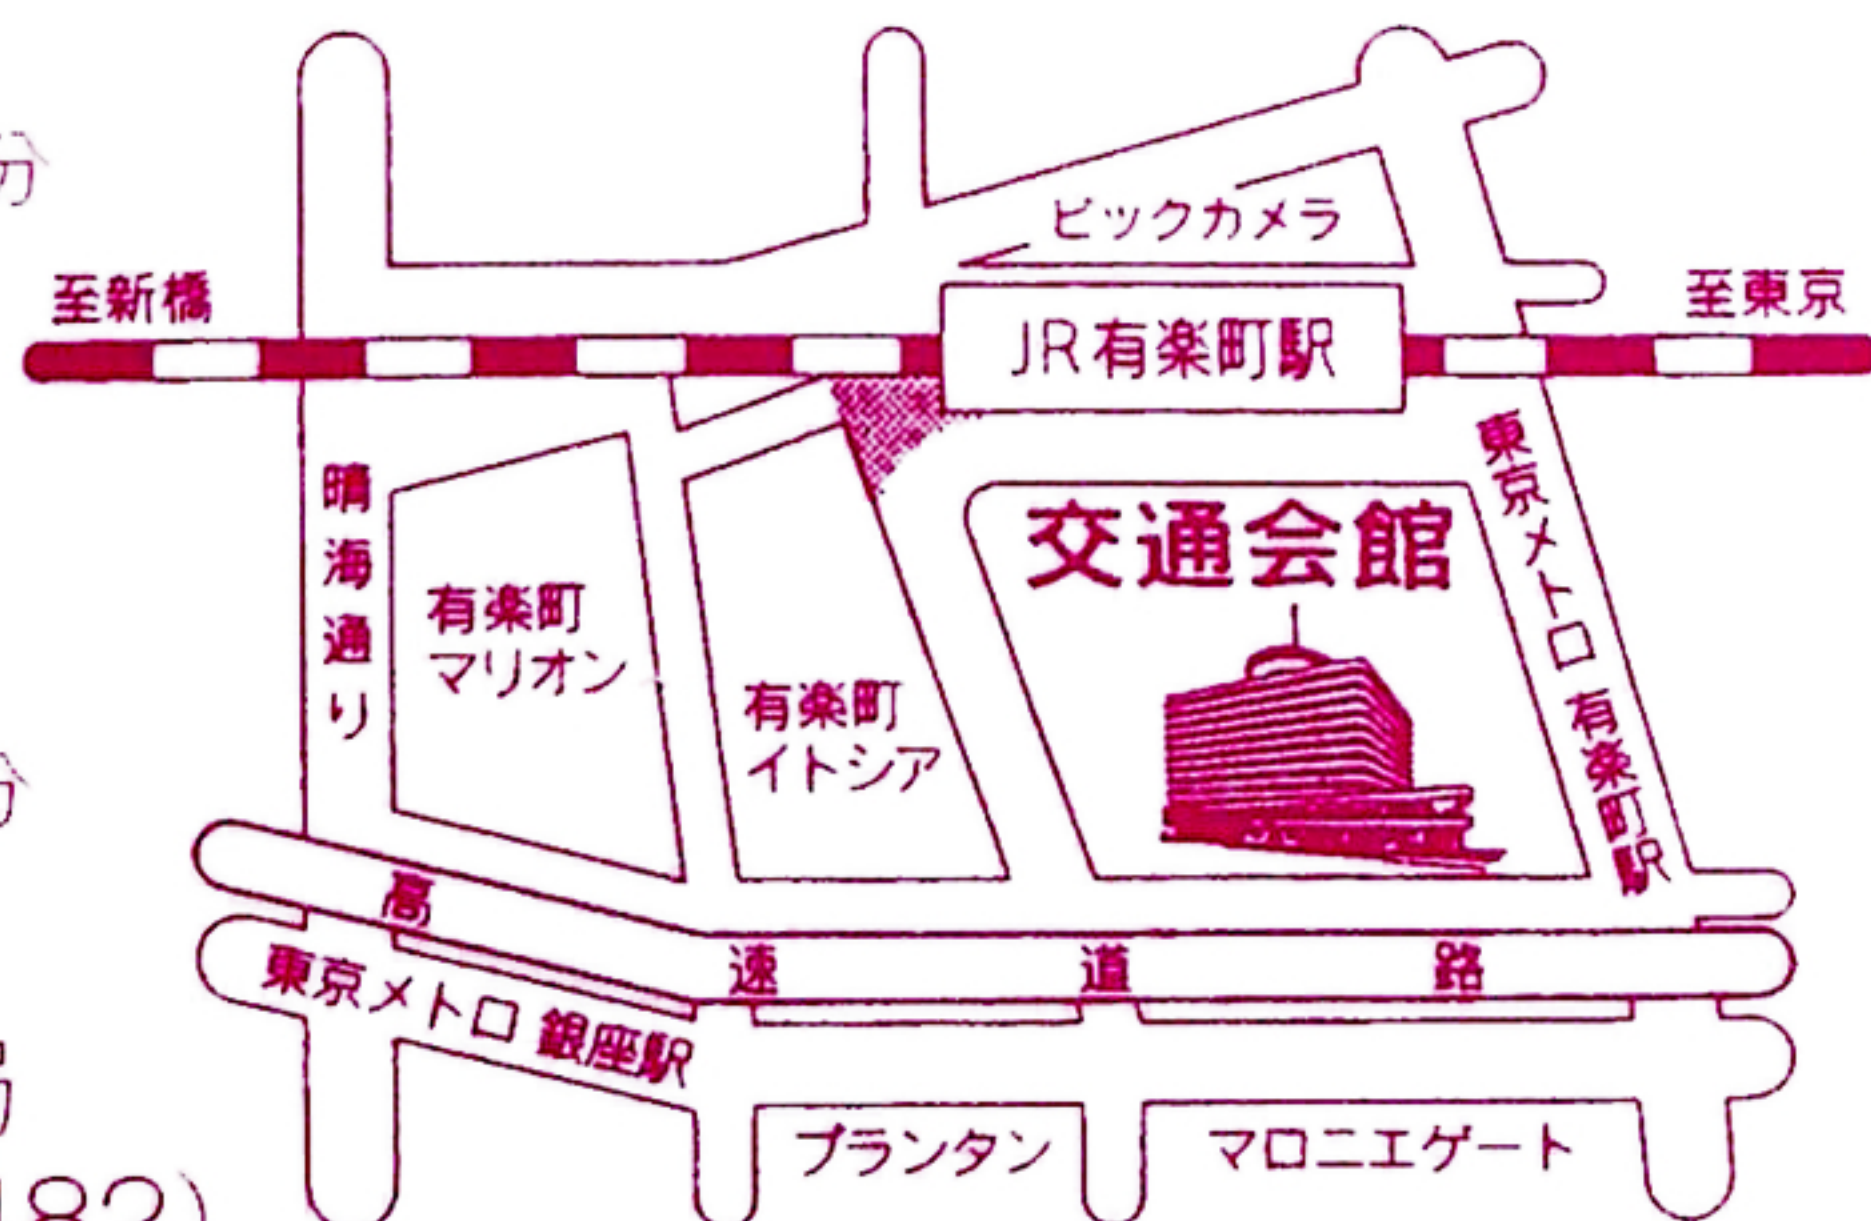 分
ビックカメラ
至新橋
至東京
JR有楽町駅
晴海通り
東京メトロ 有楽町駅
交通会館
有楽町
マリオン
有楽町
イトシア
高速道路
東京メトロ 銀座駅
プランタン
マロニエゲート
182)